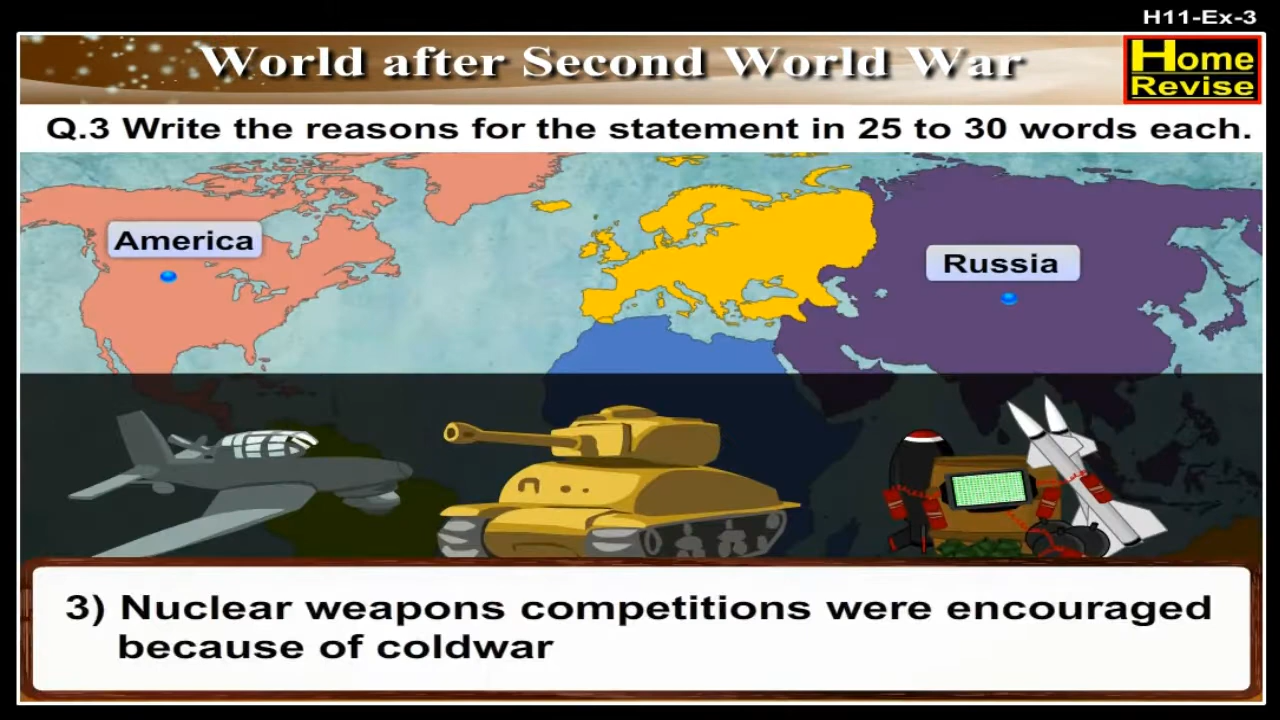 H11-Ex-3
World after Second World War
Home
Revise
Q.3 Write the reasons for the statement in 25 to 30 words each.
America
Russia
3) Nuclear weapons competitions were encouraged
because of coldwar